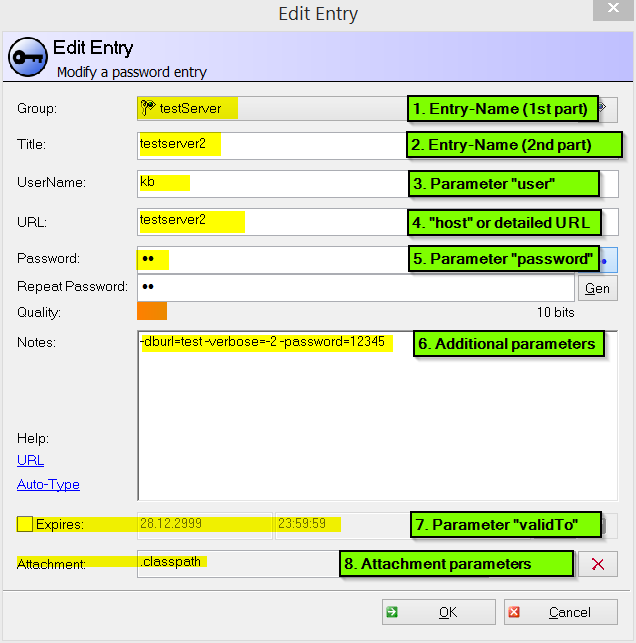 Edit Entry
Edit Entry
Modify a password entry
Group: testServer 1. Entry-Name (1st part)
Title: testserver2 2. Entry-Name (2nd part)
UserName: kb 3. Parameter "user"
URL: testserver2 4. "host" or detailed URL
Password: •• 5. Parameter "password"
Repeat Password: •• Gen
Quality: 10 bits
Notes: -dburl=test -verbose=-2 -password=12345 6. Additional parameters
Help:
URL
Auto-Type
Expires: 28.12.2999 23:59:59 7. Parameter "validTo"
Attachment: .classpath 8. Attachment parameters
OK Cancel